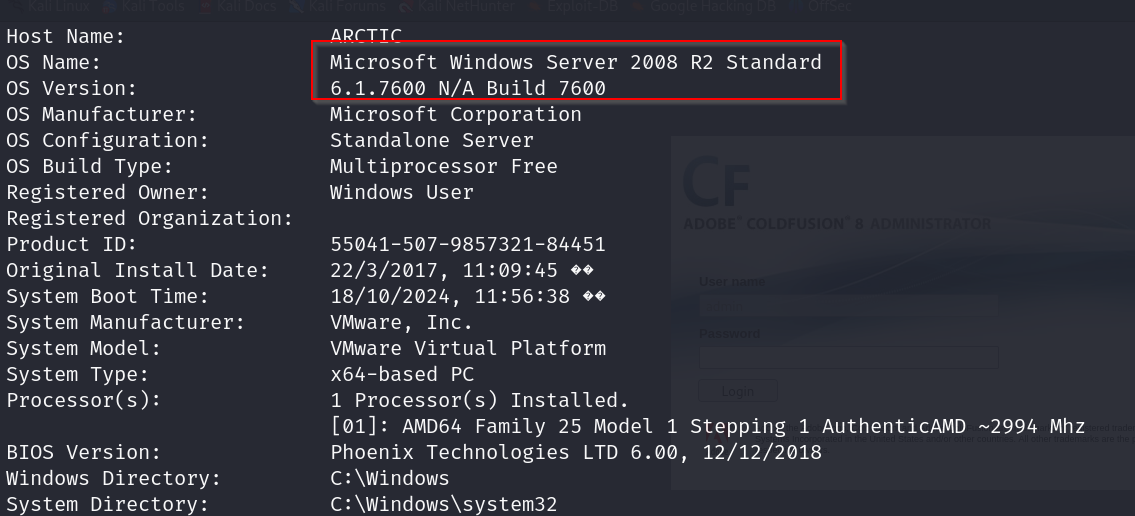 Kali Linux Kali Tools Kali Docs Kali Forums Kali NetHunter Exploit-DB Google Hacking DB OffSec
Host Name: ARCTIC
OS Name: Microsoft Windows Server 2008 R2 Standard
OS Version: 6.1.7600 N/A Build 7600
OS Manufacturer: Microsoft Corporation
OS Configuration: Standalone Server
OS Build Type: Multiprocessor Free
Registered Owner: Windows User
Registered Organization:
Product ID: 55041-507-9857321-84451
Original Install Date: 22/3/2017, 11:09:45 ��
System Boot Time: 18/10/2024, 11:56:38 ��
System Manufacturer: VMware, Inc.
System Model: VMware Virtual Platform
System Type: x64-based PC
Processor(s): 1 Processor(s) Installed.
[01]: AMD64 Family 25 Model 1 Stepping 1 AuthenticAMD ~2994 Mhz
BIOS Version: Phoenix Technologies LTD 6.00, 12/12/2018
Windows Directory: C:\Windows
System Directory: C:\Windows\system32
CF
ADOBE® COLDFUSION® 8 ADMINISTRATOR
User name
Password
Login